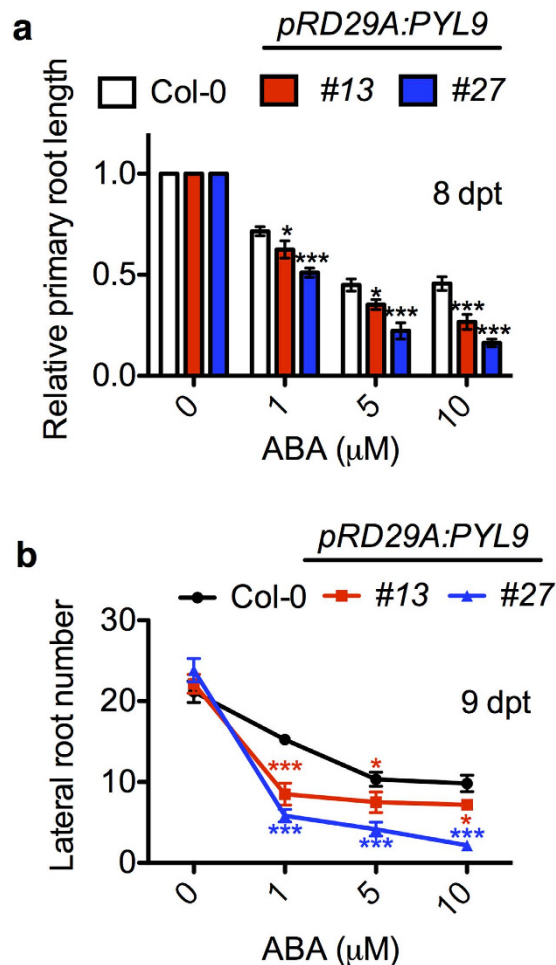 a
pRD29A:PYL9
Col-0 #13 #27
Relative primary root length
1.0
0.5
0.0
8 dpt
* ***
* ***
*** ***
0 1 5 10
ABA (µM)
b
pRD29A:PYL9
Col-0 #13 #27
Lateral root number
30
20
10
0
9 dpt
*** * *
*** *** ***
0 1 5 10
ABA (µM)